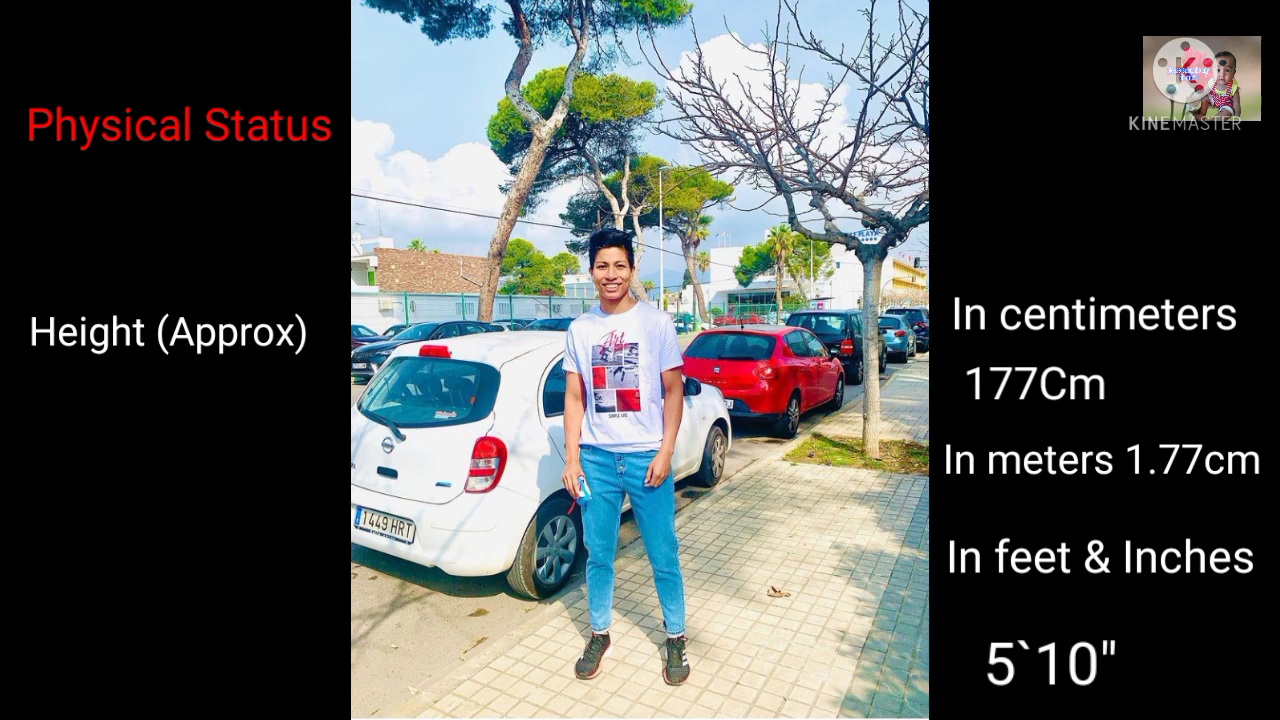 Physical Status
KINEMASTER
Height (Approx)
In centimeters
177Cm
In meters 1.77cm
In feet & Inches
5`10"
1449 HRT